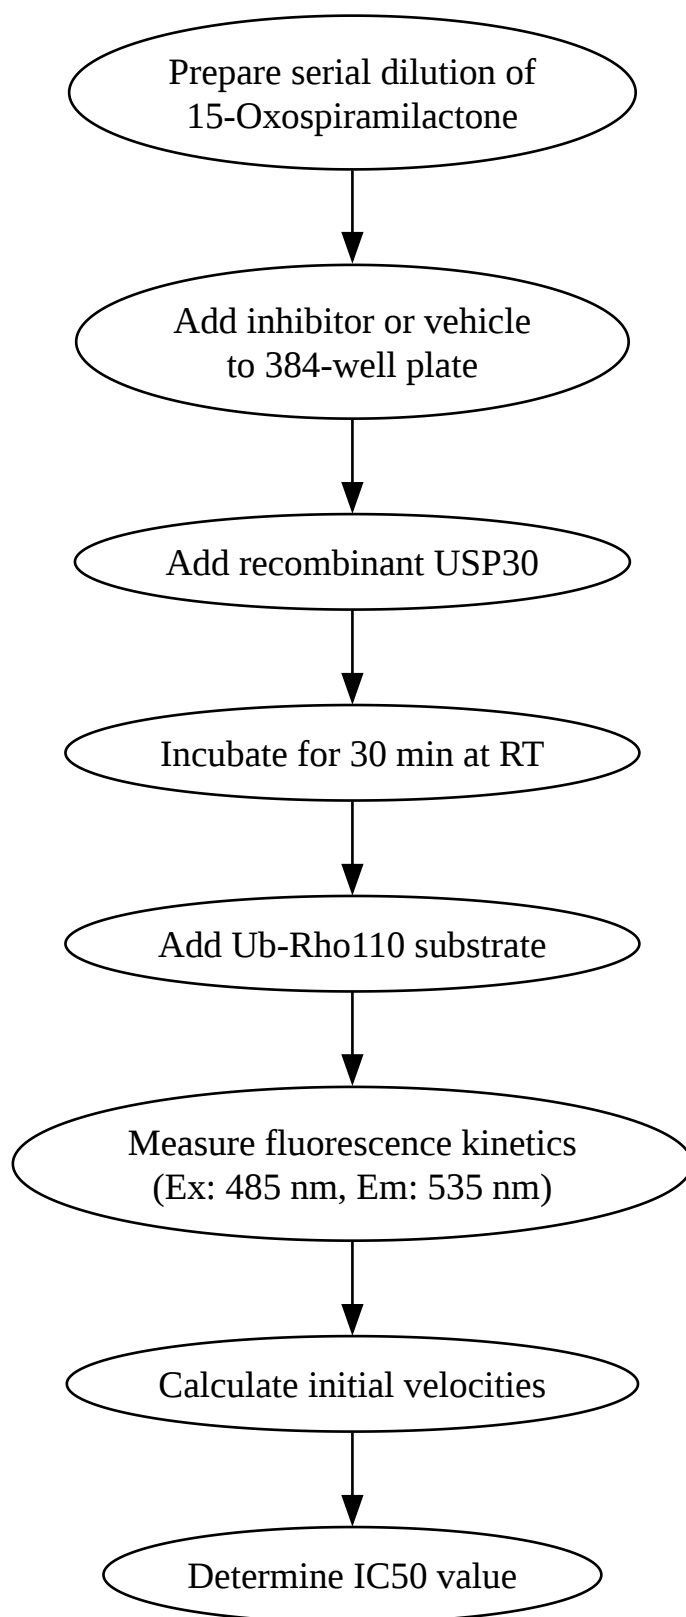 Prepare serial dilution of
15-Oxospiramilactone
Add inhibitor or vehicle
to 384-well plate
Add recombinant USP30
Incubate for 30 min at RT
Add Ub-Rho110 substrate
Measure fluorescence kinetics
(Ex: 485 nm, Em: 535 nm)
Calculate initial velocities
Determine IC50 value